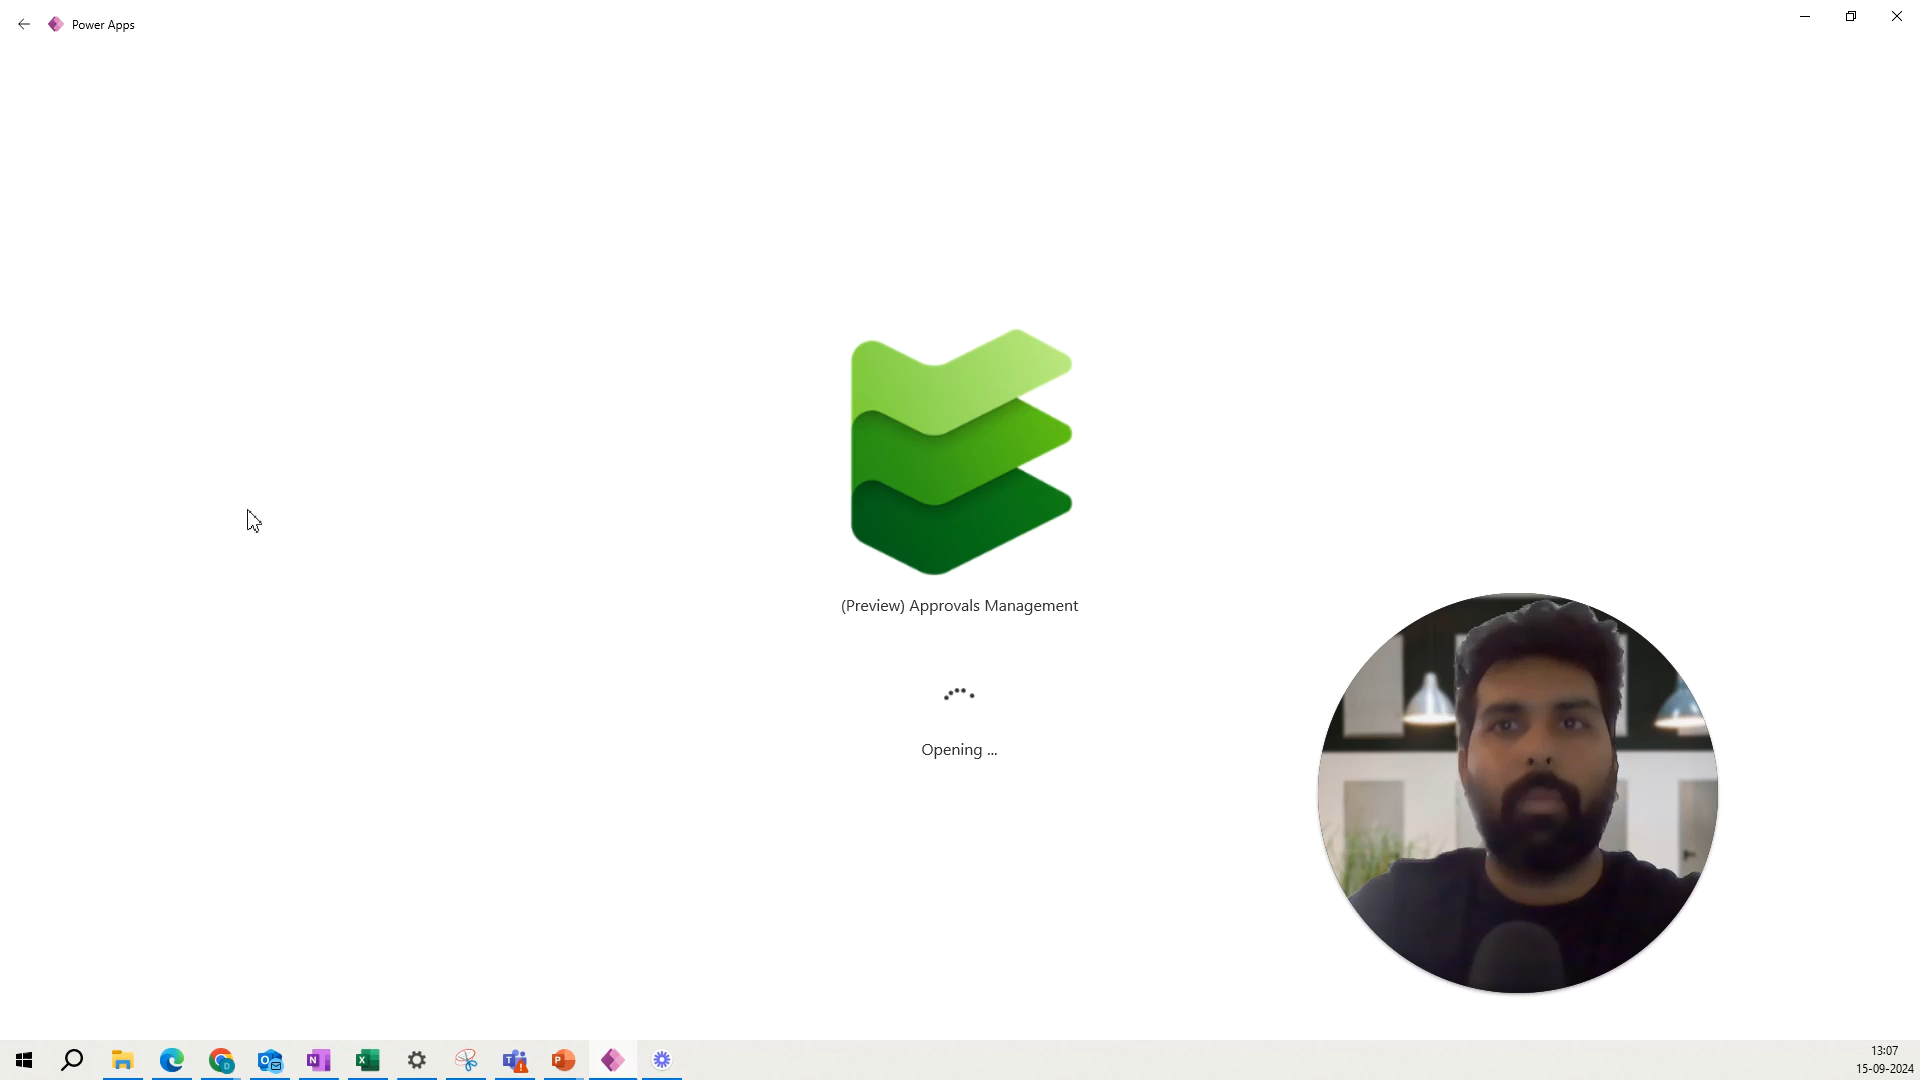 Power Apps
(Preview) Approvals Management
Opening ...
13:07
15-09-2024